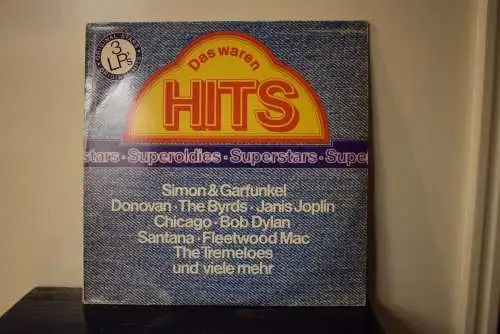 3
LP's
Das waren
HITS
stars · Superoldies · Superstars · Supe
Simon & Garfunkel
Donovan · The Byrds · Janis Joplin
Chicago · Bob Dylan
Santana · Fleetwood Mac
The Tremeloes
und viele mehr